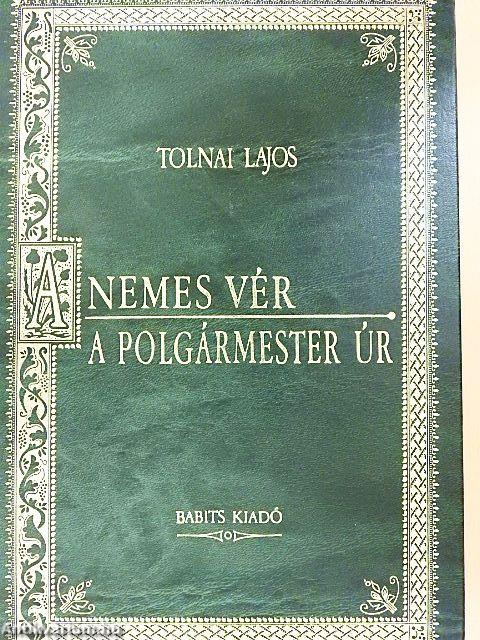 TOLNAI LAJOS
A NEMES VÉR
A POLGÁRMESTER ÚR
BABITS KIADÓ